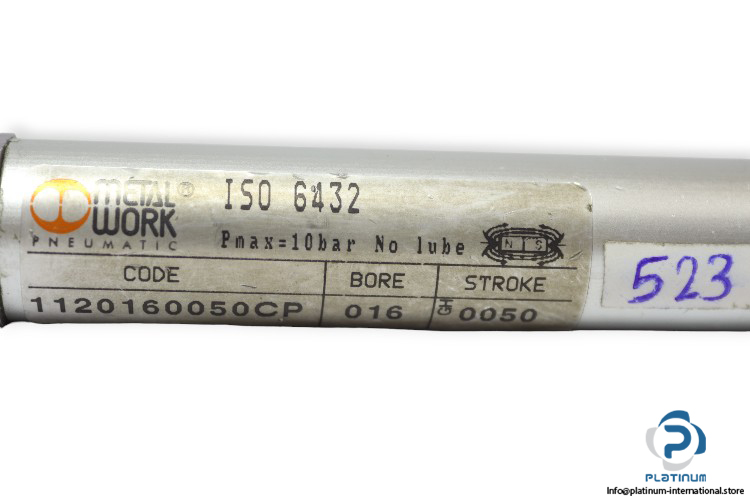 METAL® ISO 6432
WORK
PNEUMATIC
Pmax=10bar No lube N I S
CODE BORE STROKE
1120160050CP 016 GH 0050
523
PLATINUM
Info@platinum-international.store